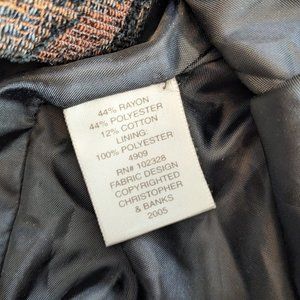 44% RAYON
44% POLYESTER
12% COTTON
LINING:
100% POLYESTER
4909
RN# 102328
FABRIC DESIGN
COPYRIGHTED
CHRISTOPHER
& BANKS
2005